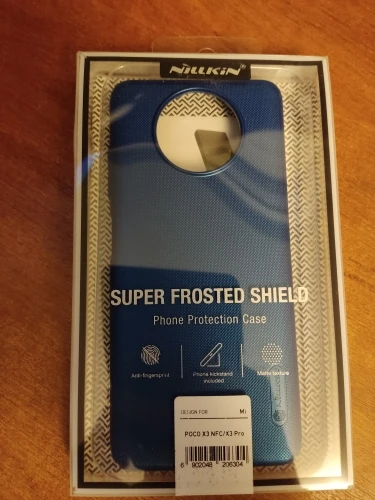 NILLKIN®
SUPER FROSTED SHIELD
Phone Protection Case
Anti-fingerprint
Phone kickstand
included
Matte texture
DESIGN FOR
Mi
POCO X3 NFC/X3 Pro
6 902048 206304